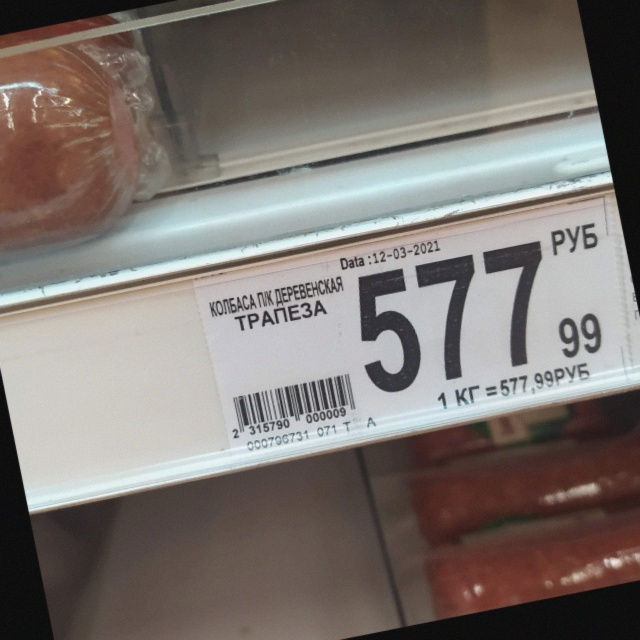 Data :12-03-2021
КОЛБАСА П/К ДЕРЕВЕНСКАЯ
ТРАПЕЗА
577 РУБ
99
1 КГ =577,99РУБ
2 315790 000009
000796731 071 Т А